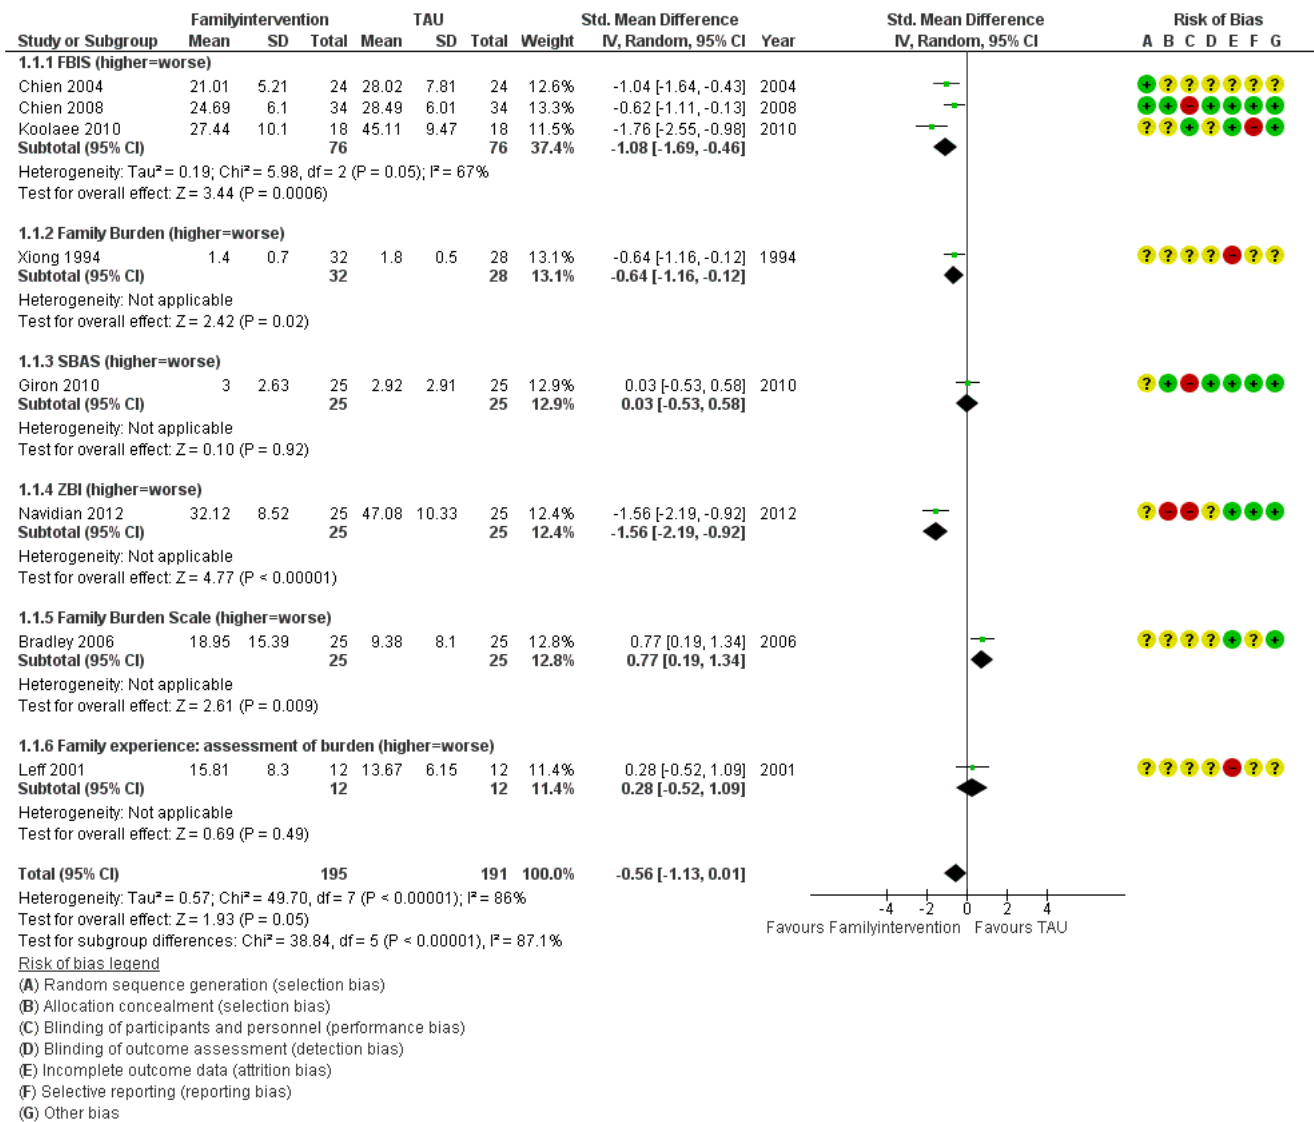 Familyintervention TAU Std. Mean Difference Std. Mean Difference Risk of Bias
Study or Subgroup Mean SD Total Mean SD Total Weight IV, Random, 95% CI Year IV, Random, 95% CI A B C D E F G
1.1.1 FBIS (higher=worse)
Chien 2004 21.01 5.21 24 28.02 7.81 24 12.6% -1.04 [-1.64, -0.43] 2004 + ? ? ? ? ? ?
Chien 2008 24.69 6.1 34 28.49 6.01 34 13.3% -0.62 [-1.11, -0.13] 2008 + + - + + + +
Koolaee 2010 27.44 10.1 18 45.11 9.47 18 11.5% -1.76 [-2.55, -0.98] 2010 ? ? + ? + - +
Subtotal (95% CI) 76 76 37.4% -1.08 [-1.69, -0.46]
Heterogeneity: Tau² = 0.19; Chi² = 5.98, df = 2 (P = 0.05); I² = 67%
Test for overall effect: Z = 3.44 (P = 0.0006)
1.1.2 Family Burden (higher=worse)
Xiong 1994 1.4 0.7 32 1.8 0.5 28 13.1% -0.64 [-1.16, -0.12] 1994 ? ? ? ? - ? ?
Subtotal (95% CI) 32 28 13.1% -0.64 [-1.16, -0.12]
Heterogeneity: Not applicable
Test for overall effect: Z = 2.42 (P = 0.02)
1.1.3 SBAS (higher=worse)
Giron 2010 3 2.63 25 2.92 2.91 25 12.9% 0.03 [-0.53, 0.58] 2010 ? + - + + + +
Subtotal (95% CI) 25 25 12.9% 0.03 [-0.53, 0.58]
Heterogeneity: Not applicable
Test for overall effect: Z = 0.10 (P = 0.92)
1.1.4 ZBI (higher=worse)
Navidian 2012 32.12 8.52 25 47.08 10.33 25 12.4% -1.56 [-2.19, -0.92] 2012 ? - - ? + + +
Subtotal (95% CI) 25 25 12.4% -1.56 [-2.19, -0.92]
Heterogeneity: Not applicable
Test for overall effect: Z = 4.77 (P < 0.00001)
1.1.5 Family Burden Scale (higher=worse)
Bradley 2006 18.95 15.39 25 9.38 8.1 25 12.8% 0.77 [0.19, 1.34] 2006 ? ? ? ? + ? +
Subtotal (95% CI) 25 25 12.8% 0.77 [0.19, 1.34]
Heterogeneity: Not applicable
Test for overall effect: Z = 2.61 (P = 0.009)
1.1.6 Family experience: assessment of burden (higher=worse)
Leff 2001 15.81 8.3 12 13.67 6.15 12 11.4% 0.28 [-0.52, 1.09] 2001 ? ? ? ? - ? ?
Subtotal (95% CI) 12 12 11.4% 0.28 [-0.52, 1.09]
Heterogeneity: Not applicable
Test for overall effect: Z = 0.69 (P = 0.49)
Total (95% CI) 195 191 100.0% -0.56 [-1.13, 0.01]
Heterogeneity: Tau² = 0.57; Chi² = 49.70, df = 7 (P < 0.00001); I² = 86%
Test for overall effect: Z = 1.93 (P = 0.05)
Test for subgroup differences: Chi² = 38.84, df = 5 (P < 0.00001), I² = 87.1%
-4 -2 0 2 4
Favours Familyintervention Favours TAU
Risk of bias legend
(A) Random sequence generation (selection bias)
(B) Allocation concealment (selection bias)
(C) Blinding of participants and personnel (performance bias)
(D) Blinding of outcome assessment (detection bias)
(E) Incomplete outcome data (attrition bias)
(F) Selective reporting (reporting bias)
(G) Other bias